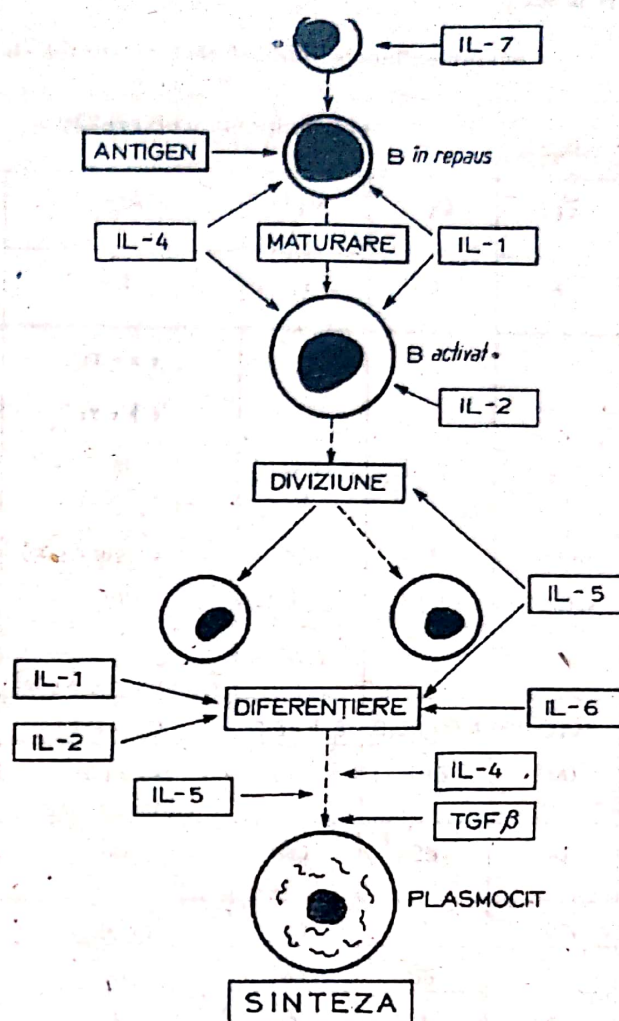 IL-7
ANTIGEN
B în repaus
IL-4
MATURARE
IL-1
B activat
IL-2
DIVIZIUNE
IL-5
IL-1
DIFERENȚIERE
IL-6
IL-2
IL-4
IL-5
TGFβ
PLASMOCIT
SINTEZA